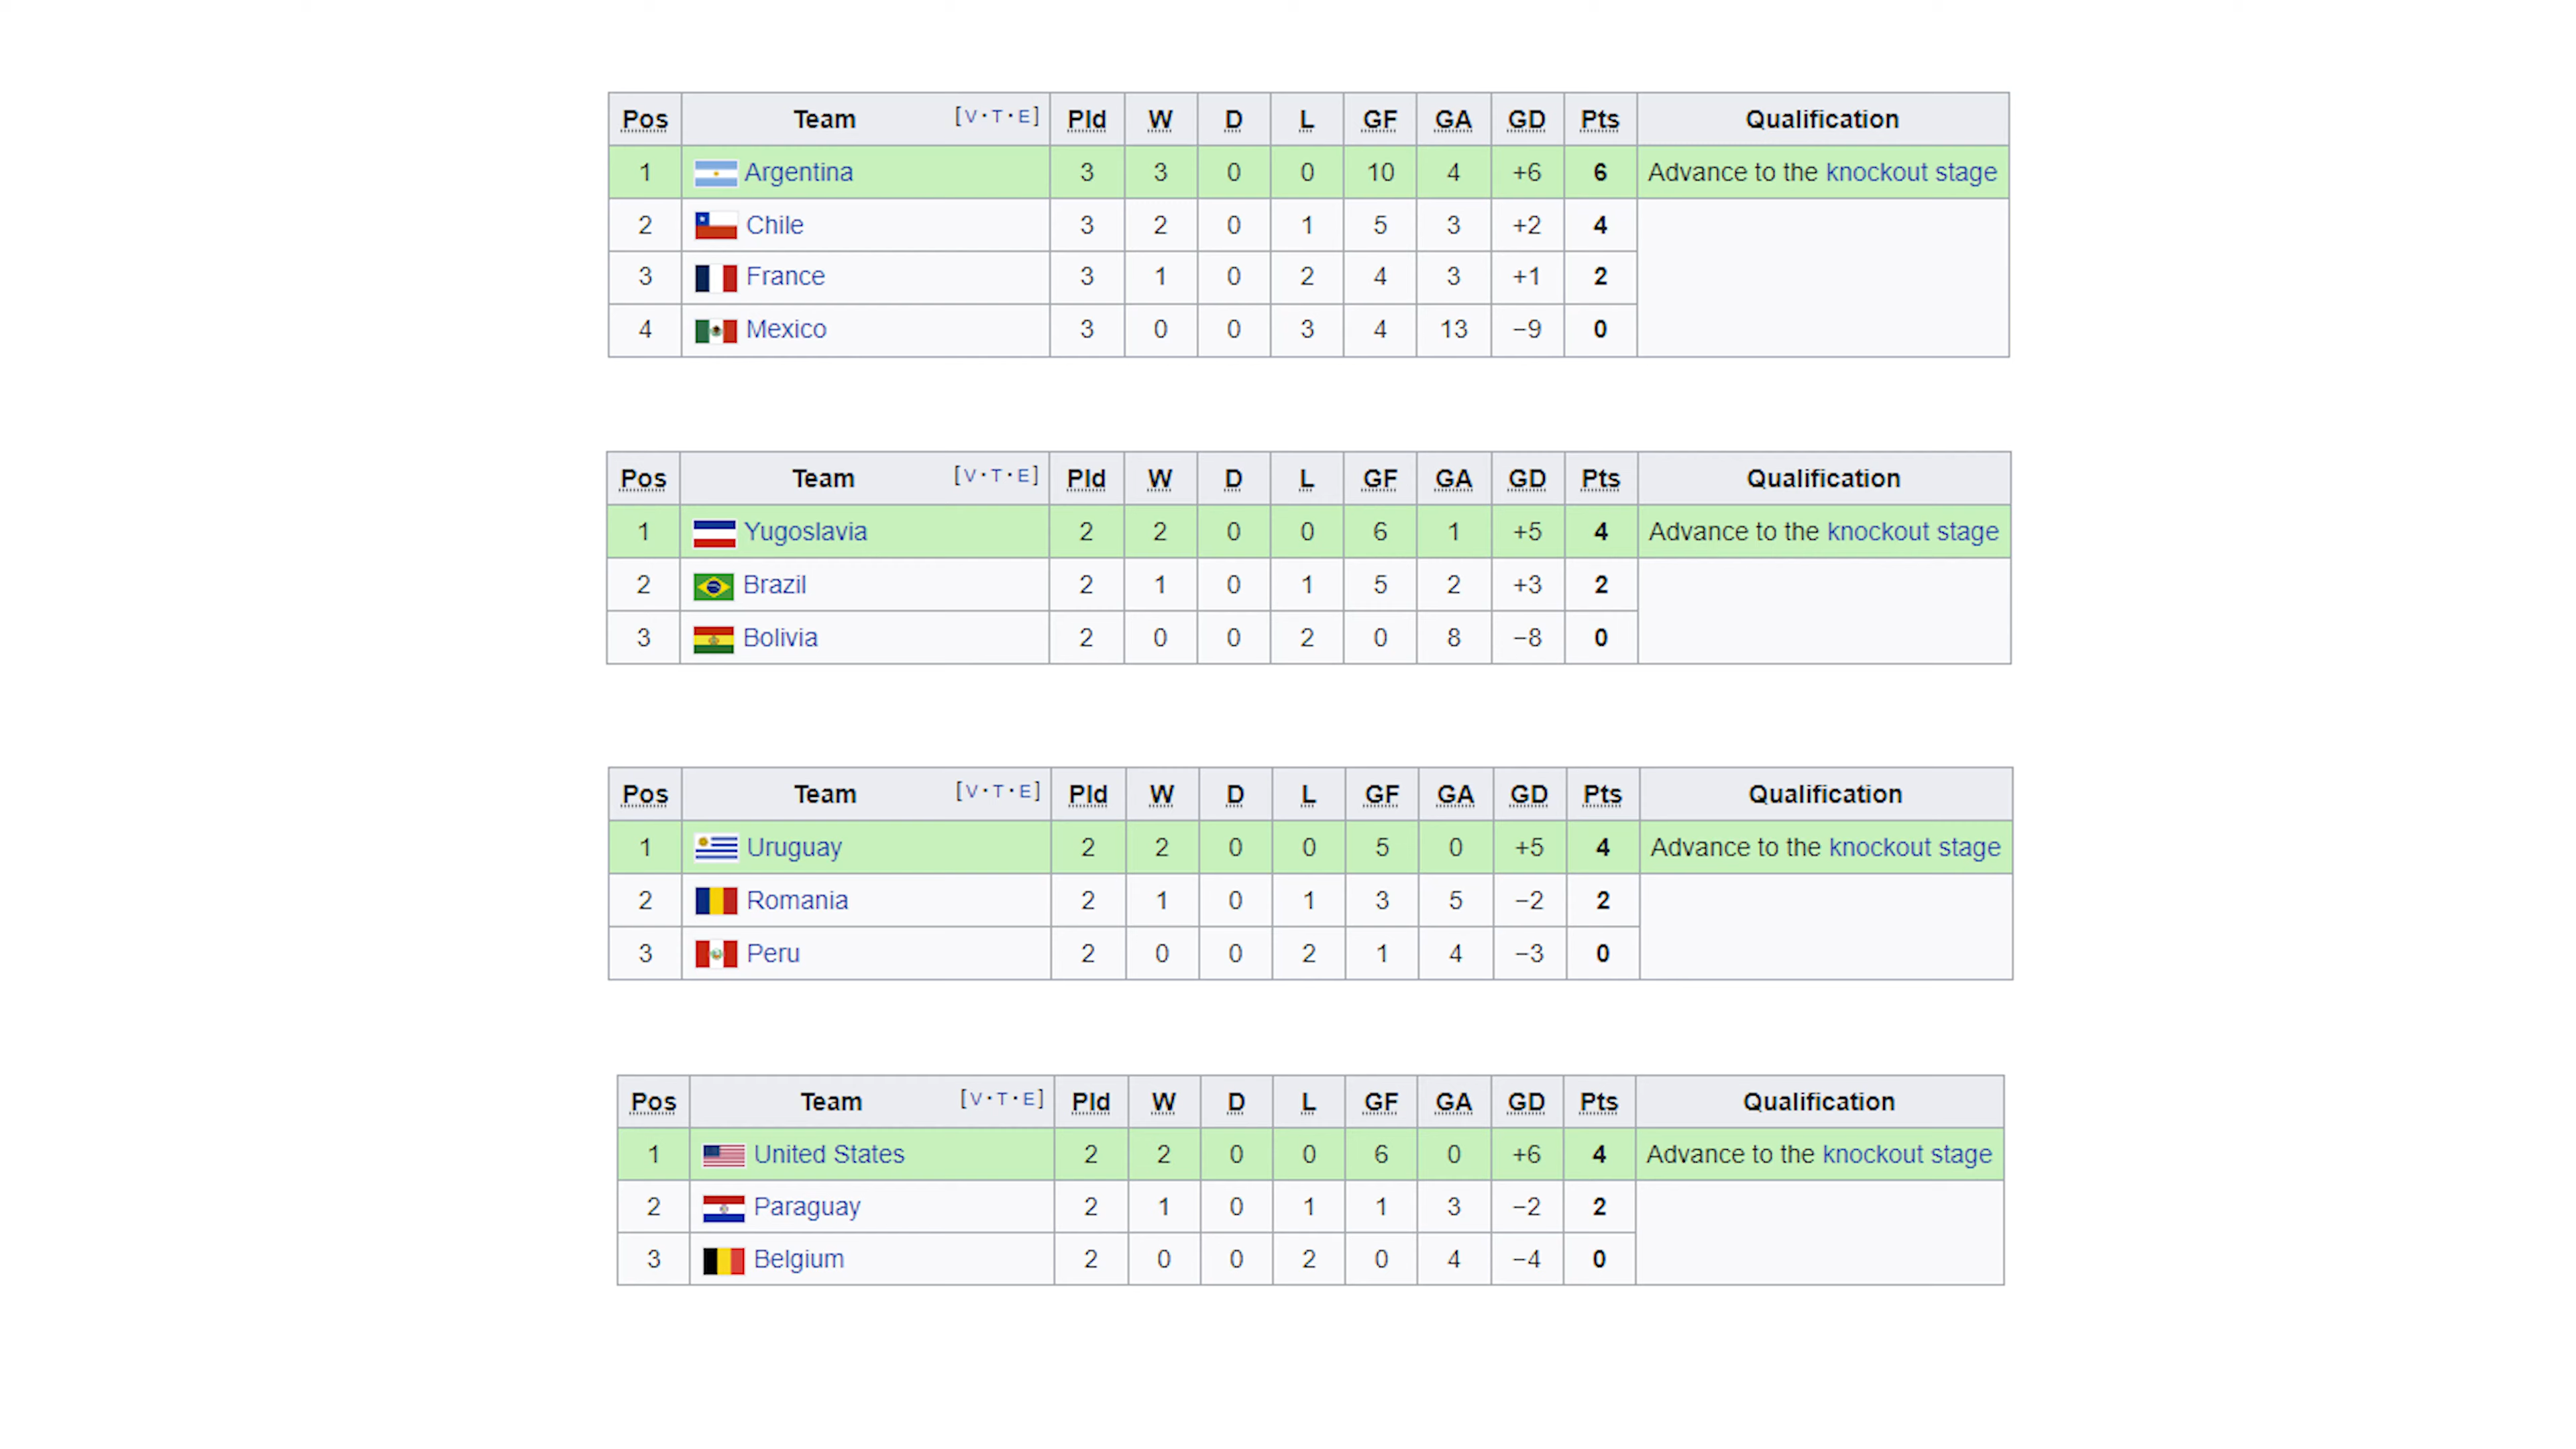 Pos Team [V·T·E] Pld W D L GF GA GD Pts Qualification
1 Argentina 3 3 0 0 10 4 +6 6 Advance to the knockout stage
2 Chile 3 2 0 1 5 3 +2 4
3 France 3 1 0 2 4 3 +1 2
4 Mexico 3 0 0 3 4 13 −9 0
Pos Team [V·T·E] Pld W D L GF GA GD Pts Qualification
1 Yugoslavia 2 2 0 0 6 1 +5 4 Advance to the knockout stage
2 Brazil 2 1 0 1 5 2 +3 2
3 Bolivia 2 0 0 2 0 8 −8 0
Pos Team [V·T·E] Pld W D L GF GA GD Pts Qualification
1 Uruguay 2 2 0 0 5 0 +5 4 Advance to the knockout stage
2 Romania 2 1 0 1 3 5 −2 2
3 Peru 2 0 0 2 1 4 −3 0
Pos Team [V·T·E] Pld W D L GF GA GD Pts Qualification
1 United States 2 2 0 0 6 0 +6 4 Advance to the knockout stage
2 Paraguay 2 1 0 1 1 3 −2 2
3 Belgium 2 0 0 2 0 4 −4 0